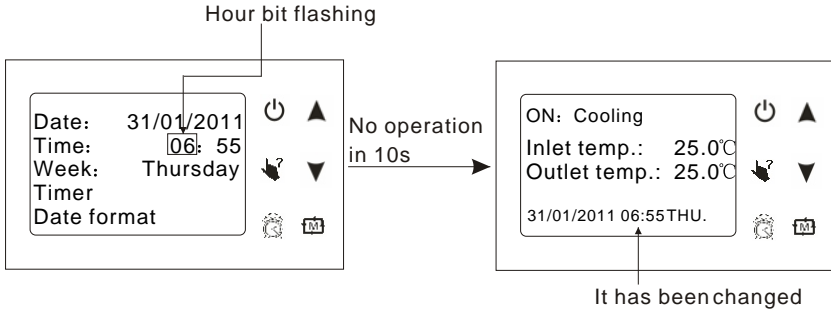 Hour bit flashing
Date: 31/01/2011
Time: 06: 55
Week: Thursday
Timer
Date format
No operation
in 10s
ON: Cooling
Inlet temp.: 25.0℃
Outlet temp.: 25.0℃
31/01/2011 06:55THU.
It has been changed
?
M
?
M